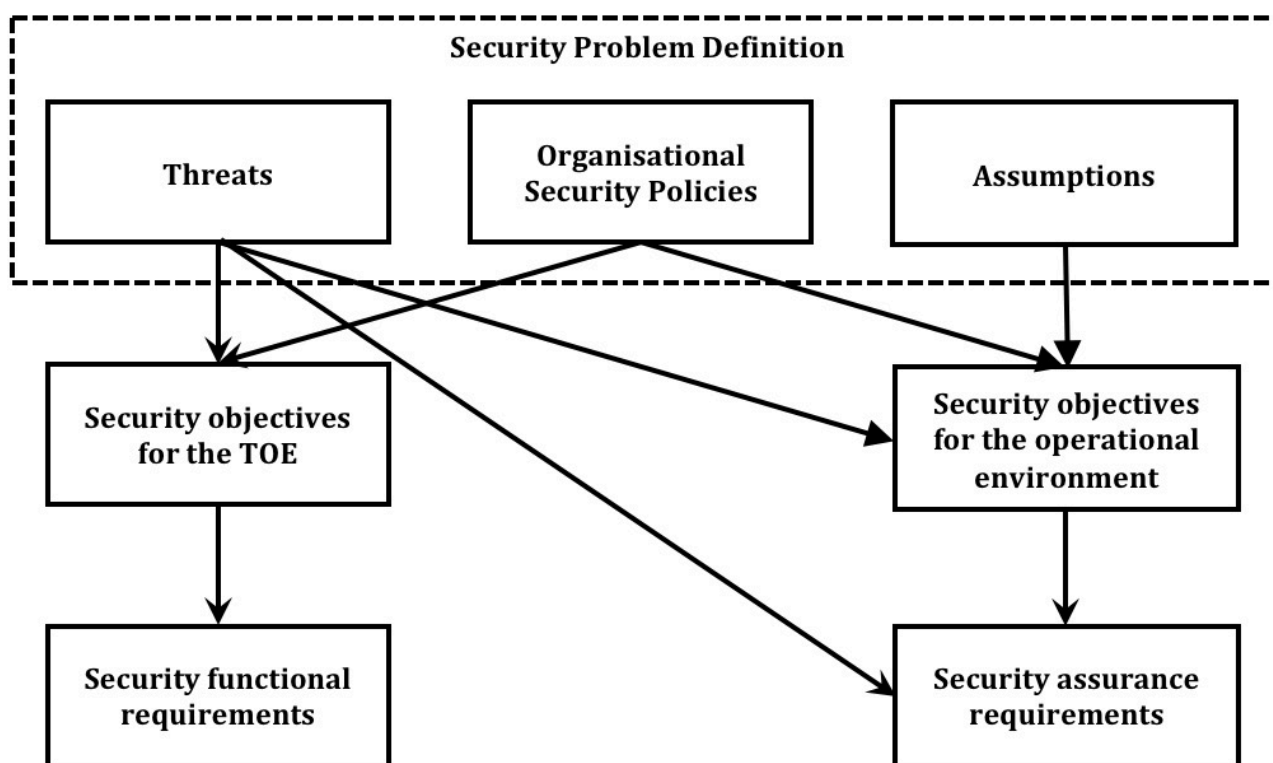 Security Problem Definition
Threats
Organisational
Security Policies
Assumptions
Security objectives
for the TOE
Security objectives
for the operational
environment
Security functional
requirements
Security assurance
requirements